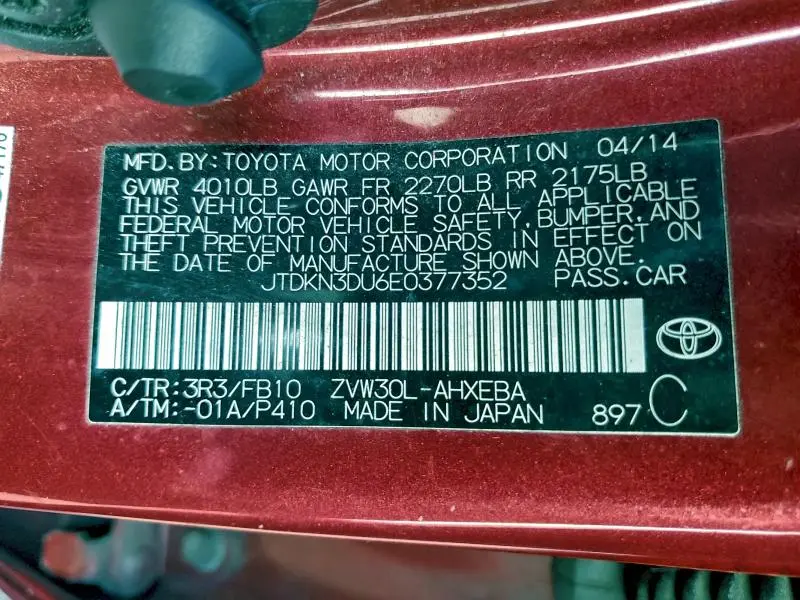 MFD. BY: TOYOTA MOTOR CORPORATION 04/14
GVWR 4010LB GAWR FR 2270LB RR 2175LB
THIS VEHICLE CONFORMS TO ALL APPLICABLE
FEDERAL MOTOR VEHICLE SAFETY, BUMPER, AND
THEFT PREVENTION STANDARDS IN EFFECT ON
THE DATE OF MANUFACTURE SHOWN ABOVE.
JTDKN3DU6E0377352 PASS. CAR
C/TR: 3R3/FB10 ZVW30L-AHXEBA
A/TM: -01A/P410 MADE IN JAPAN 897 C